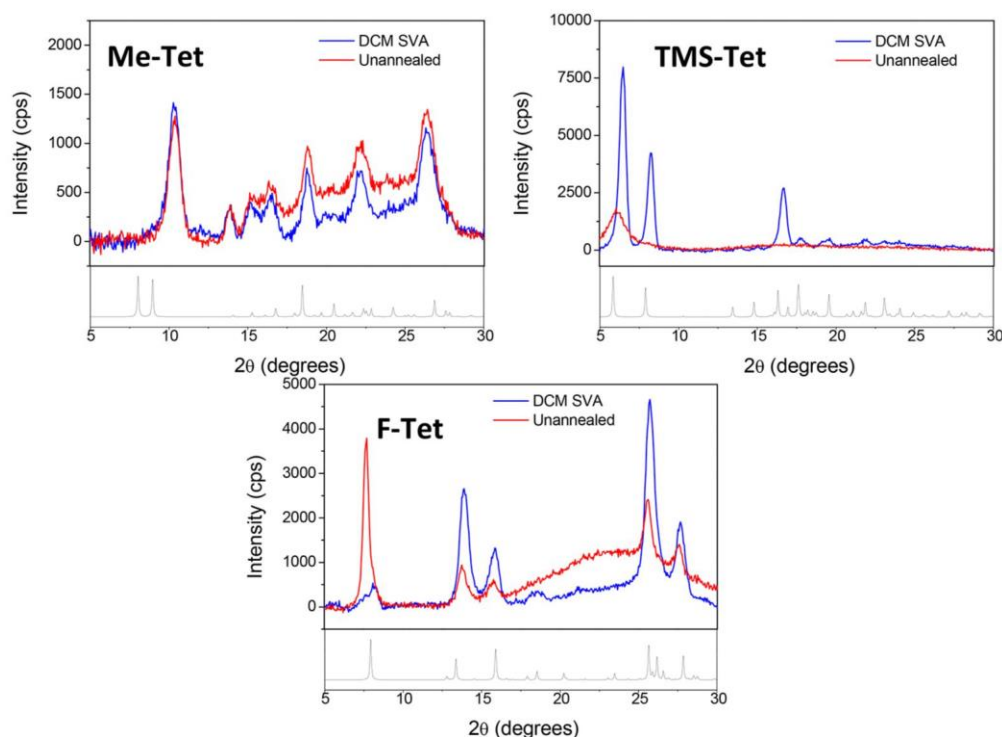 Me-Tet
DCM SVA
Unannealed
Intensity (cps)
2000
1500
1000
500
0
5 10 15 20 25 30
2θ (degrees)
TMS-Tet
DCM SVA
Unannealed
Intensity (cps)
10000
7500
5000
2500
0
5 10 15 20 25 30
2θ (degrees)
F-Tet
DCM SVA
Unannealed
Intensity (cps)
5000
4000
3000
2000
1000
0
5 10 15 20 25 30
2θ (degrees)